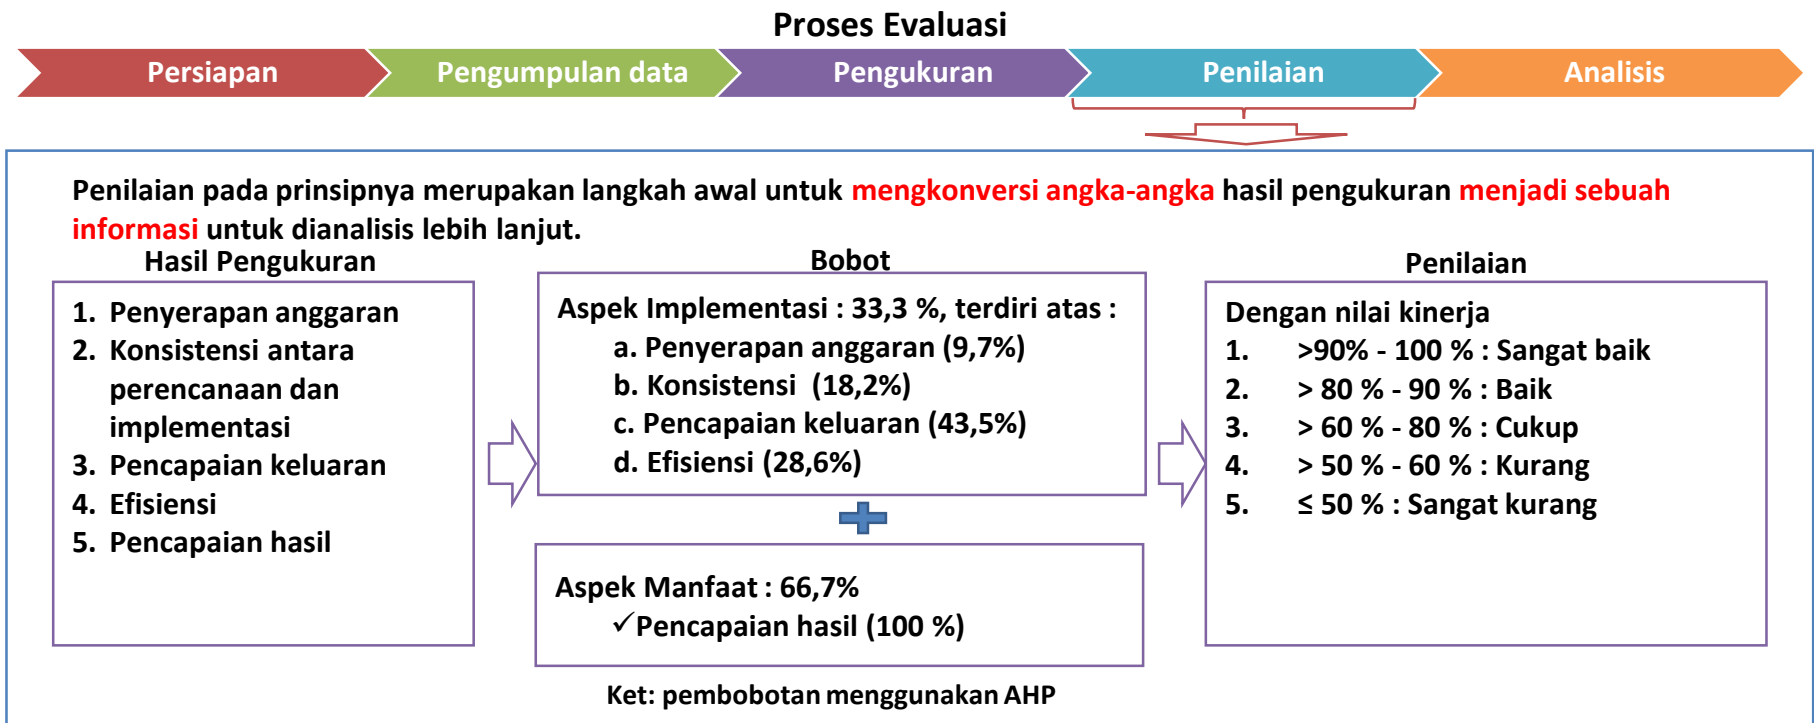 Proses Evaluasi
Persiapan
Pengumpulan data
Pengukuran
Penilaian
Analisis
Penilaian pada prinsipnya merupakan langkah awal untuk mengkonversi angka-angka hasil pengukuran menjadi sebuah
informasi untuk dianalisis lebih lanjut.
Hasil Pengukuran
1. Penyerapan anggaran
2. Konsistensi antara
perencanaan dan
implementasi
3. Pencapaian keluaran
4. Efisiensi
5. Pencapaian hasil
Bobot
Aspek Implementasi : 33,3 %, terdiri atas :
a. Penyerapan anggaran (9,7%)
b. Konsistensi (18,2%)
c. Pencapaian keluaran (43,5%)
d. Efisiensi (28,6%)
Aspek Manfaat : 66,7%
✓Pencapaian hasil (100 %)
Ket: pembobotan menggunakan AHP
Penilaian
Dengan nilai kinerja
1. >90% - 100 % : Sangat baik
2. > 80 % - 90 % : Baik
3. > 60 % - 80 % : Cukup
4. > 50 % - 60 % : Kurang
5. ≤ 50 % : Sangat kurang